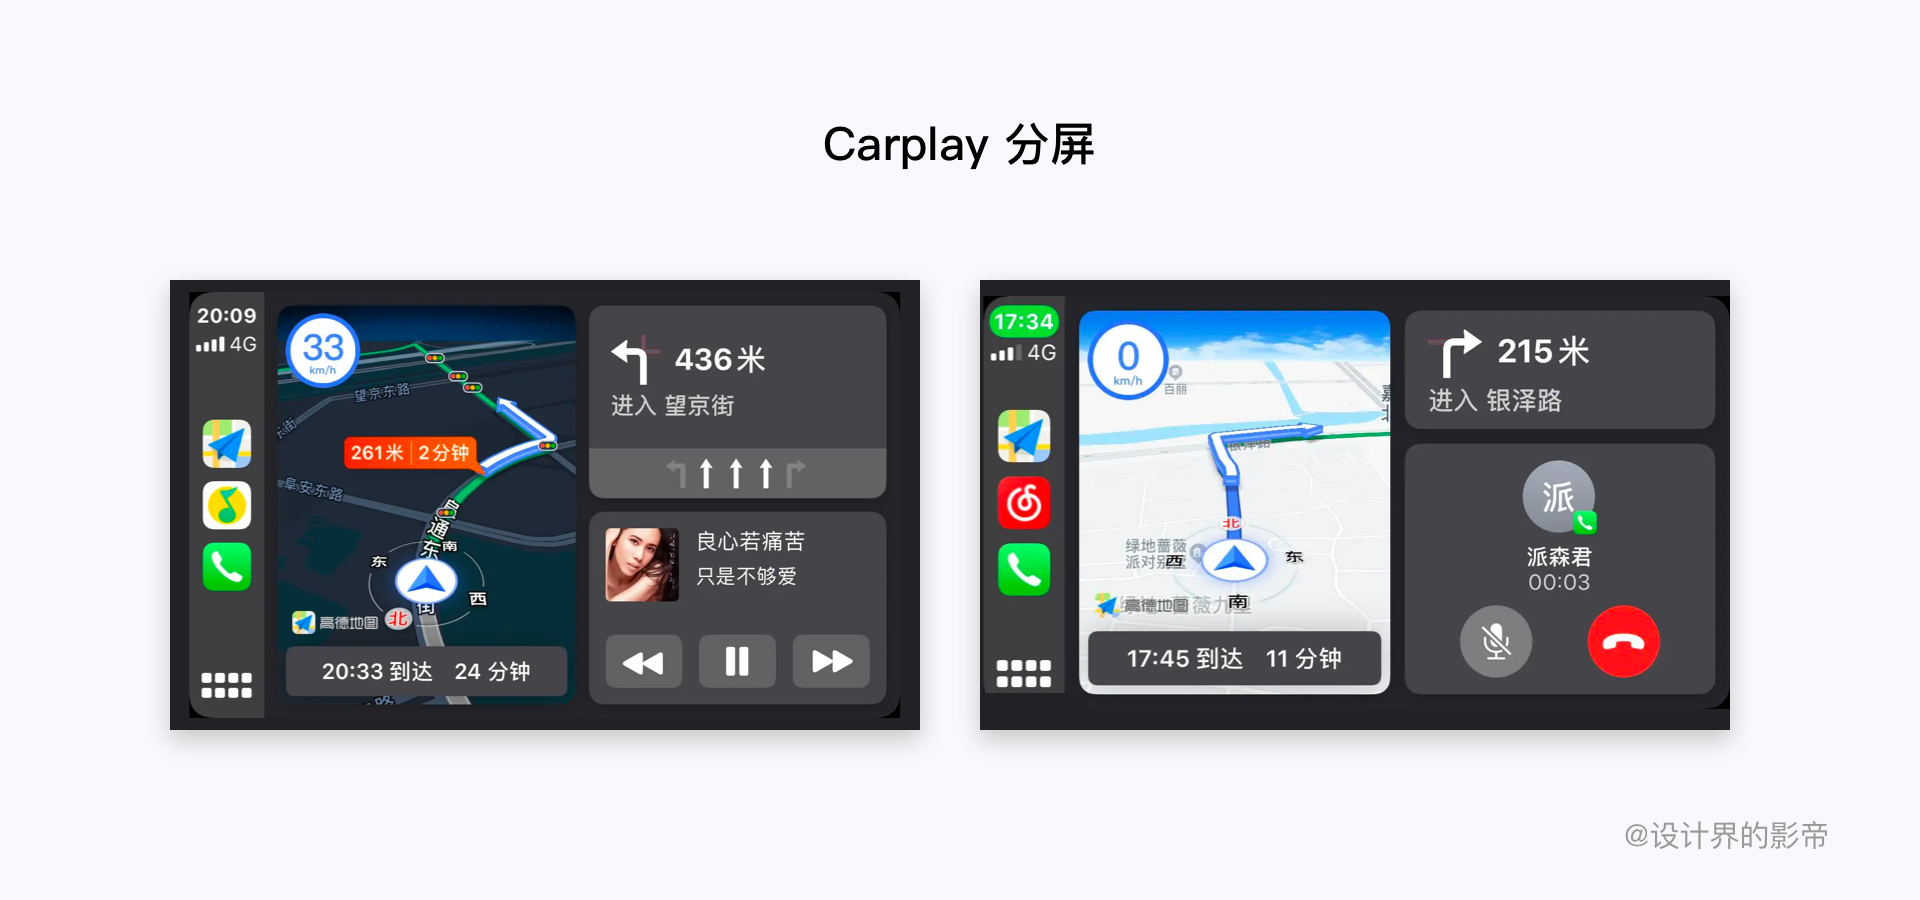 Carplay 分屏
20:09
4G
33
km/h
望京东路
261米 2分钟
阜安东路
阜通东
街
东
南
西
北
高德地图
20:33 到达 24 分钟
436米
进入 望京街
良心若痛苦
只是不够爱
17:34
4G
0
km/h
百丽
银泽路
北
绿地蔷薇
派对别墅
西
东
南
高德地图
17:45 到达 11 分钟
215米
进入 银泽路
派
派森君
00:03
@设计界的影帝